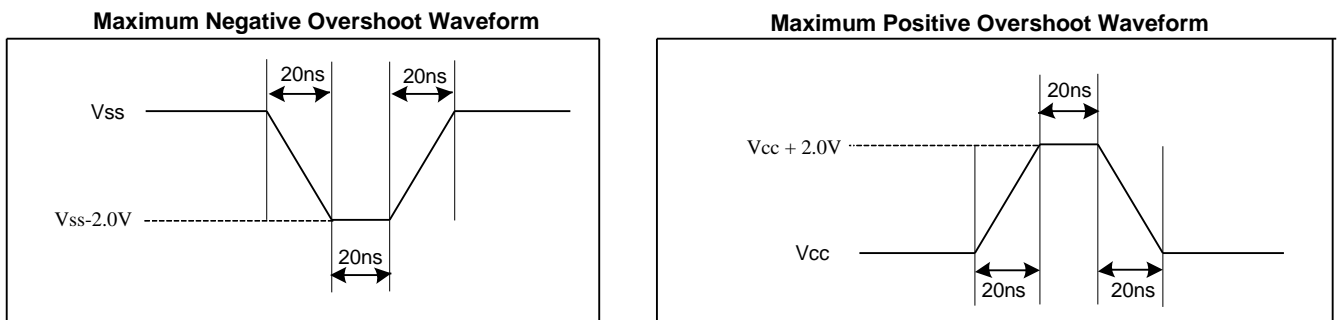 Maximum Negative Overshoot Waveform
20ns
20ns
Vss
Vss-2.0V
20ns
Maximum Positive Overshoot Waveform
20ns
Vcc + 2.0V
Vcc
20ns
20ns